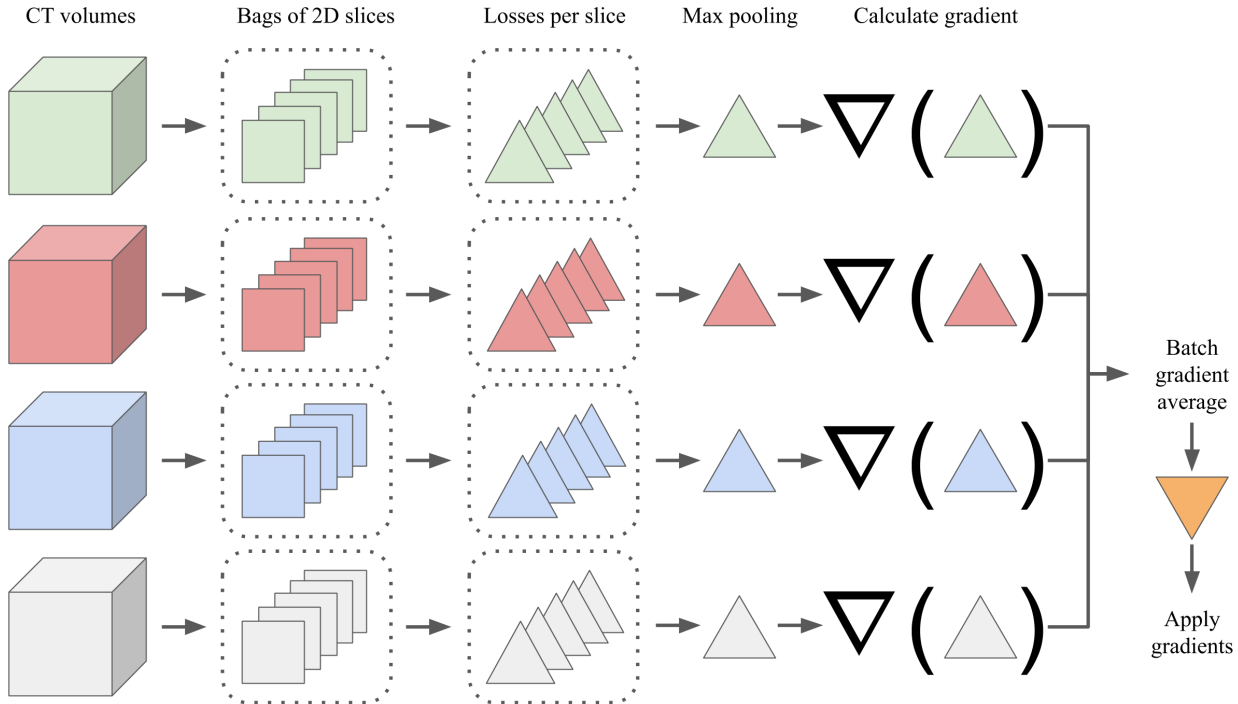 CT volumes
Bags of 2D slices
Losses per slice
Max pooling
Calculate gradient
Batch
gradient
average
Apply
gradients